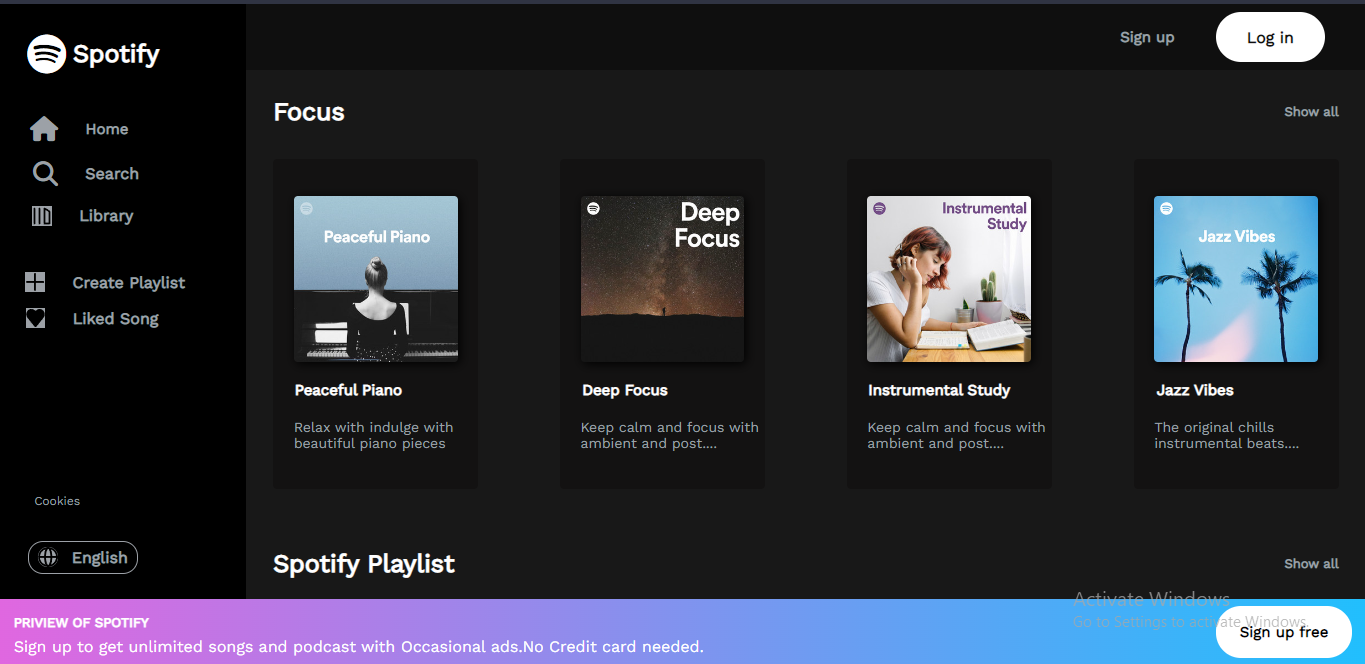 Spotify
Sign up
Log in
Home
Search
Library
Create Playlist
Liked Song
Cookies
English
Focus
Show all
Peaceful Piano
Deep
Focus
Instrumental
Study
Jazz Vibes
Peaceful Piano
Relax with indulge with
beautiful piano pieces
Deep Focus
Keep calm and focus with
ambient and post....
Instrumental Study
Keep calm and focus with
ambient and post....
Jazz Vibes
The original chills
instrumental beats....
Spotify Playlist
Show all
Activate Windows
Go to Settings to activate Windows.
PRIVIEW OF SPOTIFY
Sign up to get unlimited songs and podcast with Occasional ads.No Credit card needed.
Sign up free